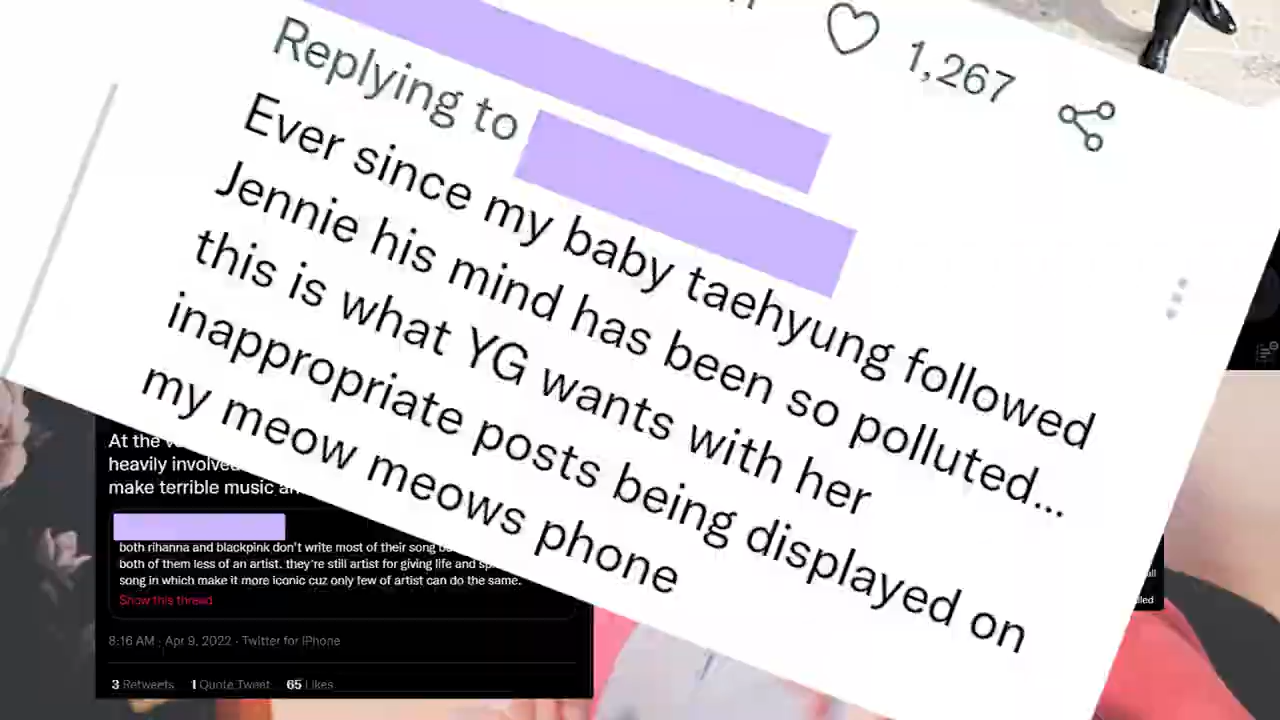 1,267
Replying to
Ever since my baby taehyung followed
Jennie his mind has been so polluted...
this is what YG wants with her
inappropriate posts being displayed on
my meow meows phone
At the
heavily involved
make terrible music
both rihanna and blackpink don't write most of their song
both of them less of an artist. they're still artist for giving life and
song in which make it more iconic cuz only few of artist can do the same.
Show this thread
8:16 AM · Apr 9, 2022 · Twitter for iPhone
3 Retweets 1 Quote Tweet 65 Likes